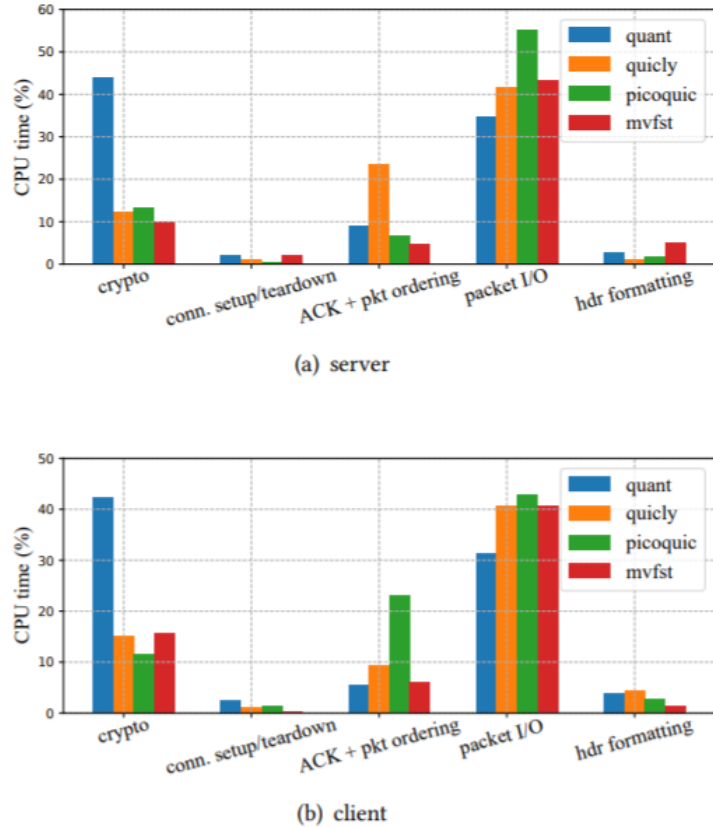 60
50
40
30
20
10
0
CPU time (%)
quant
quicly
picoquic
mvfst
crypto
conn. setup/teardown
ACK + pkt ordering
packet I/O
hdr formatting
(a) server
50
40
30
20
10
0
CPU time (%)
quant
quicly
picoquic
mvfst
crypto
conn. setup/teardown
ACK + pkt ordering
packet I/O
hdr formatting
(b) client